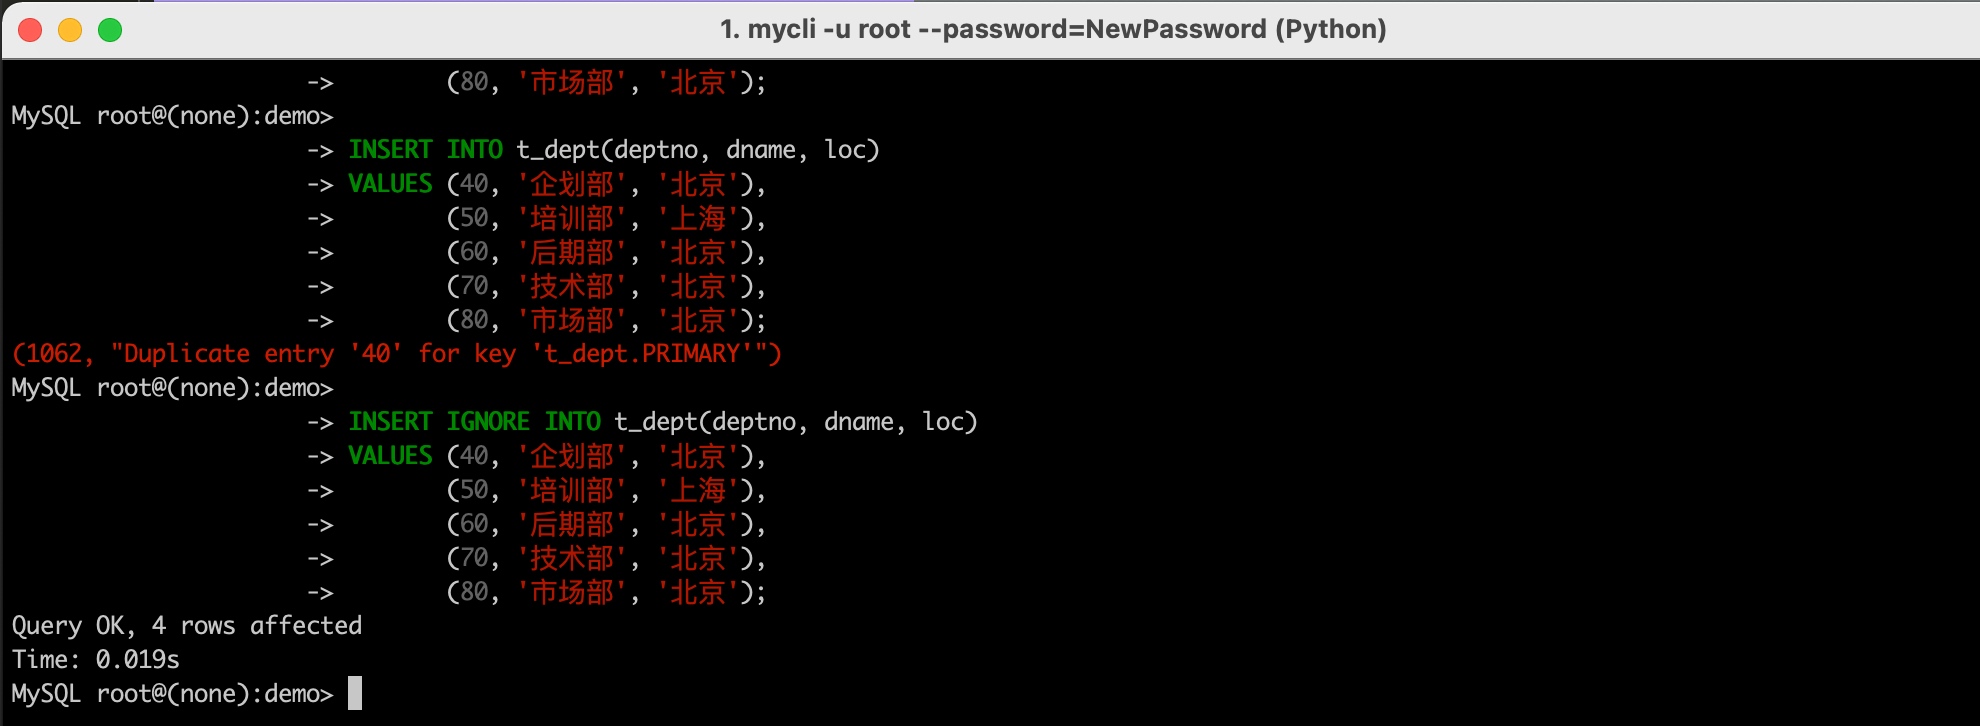 1. mycli -u root --password=NewPassword (Python)
-> (80, '市场部', '北京');
MySQL root@(none):demo>
-> INSERT INTO t_dept(deptno, dname, loc)
-> VALUES (40, '企划部', '北京'),
-> (50, '培训部', '上海'),
-> (60, '后期部', '北京'),
-> (70, '技术部', '北京'),
-> (80, '市场部', '北京');
(1062, "Duplicate entry '40' for key 't_dept.PRIMARY'")
MySQL root@(none):demo>
-> INSERT IGNORE INTO t_dept(deptno, dname, loc)
-> VALUES (40, '企划部', '北京'),
-> (50, '培训部', '上海'),
-> (60, '后期部', '北京'),
-> (70, '技术部', '北京'),
-> (80, '市场部', '北京');
Query OK, 4 rows affected
Time: 0.019s
MySQL root@(none):demo>